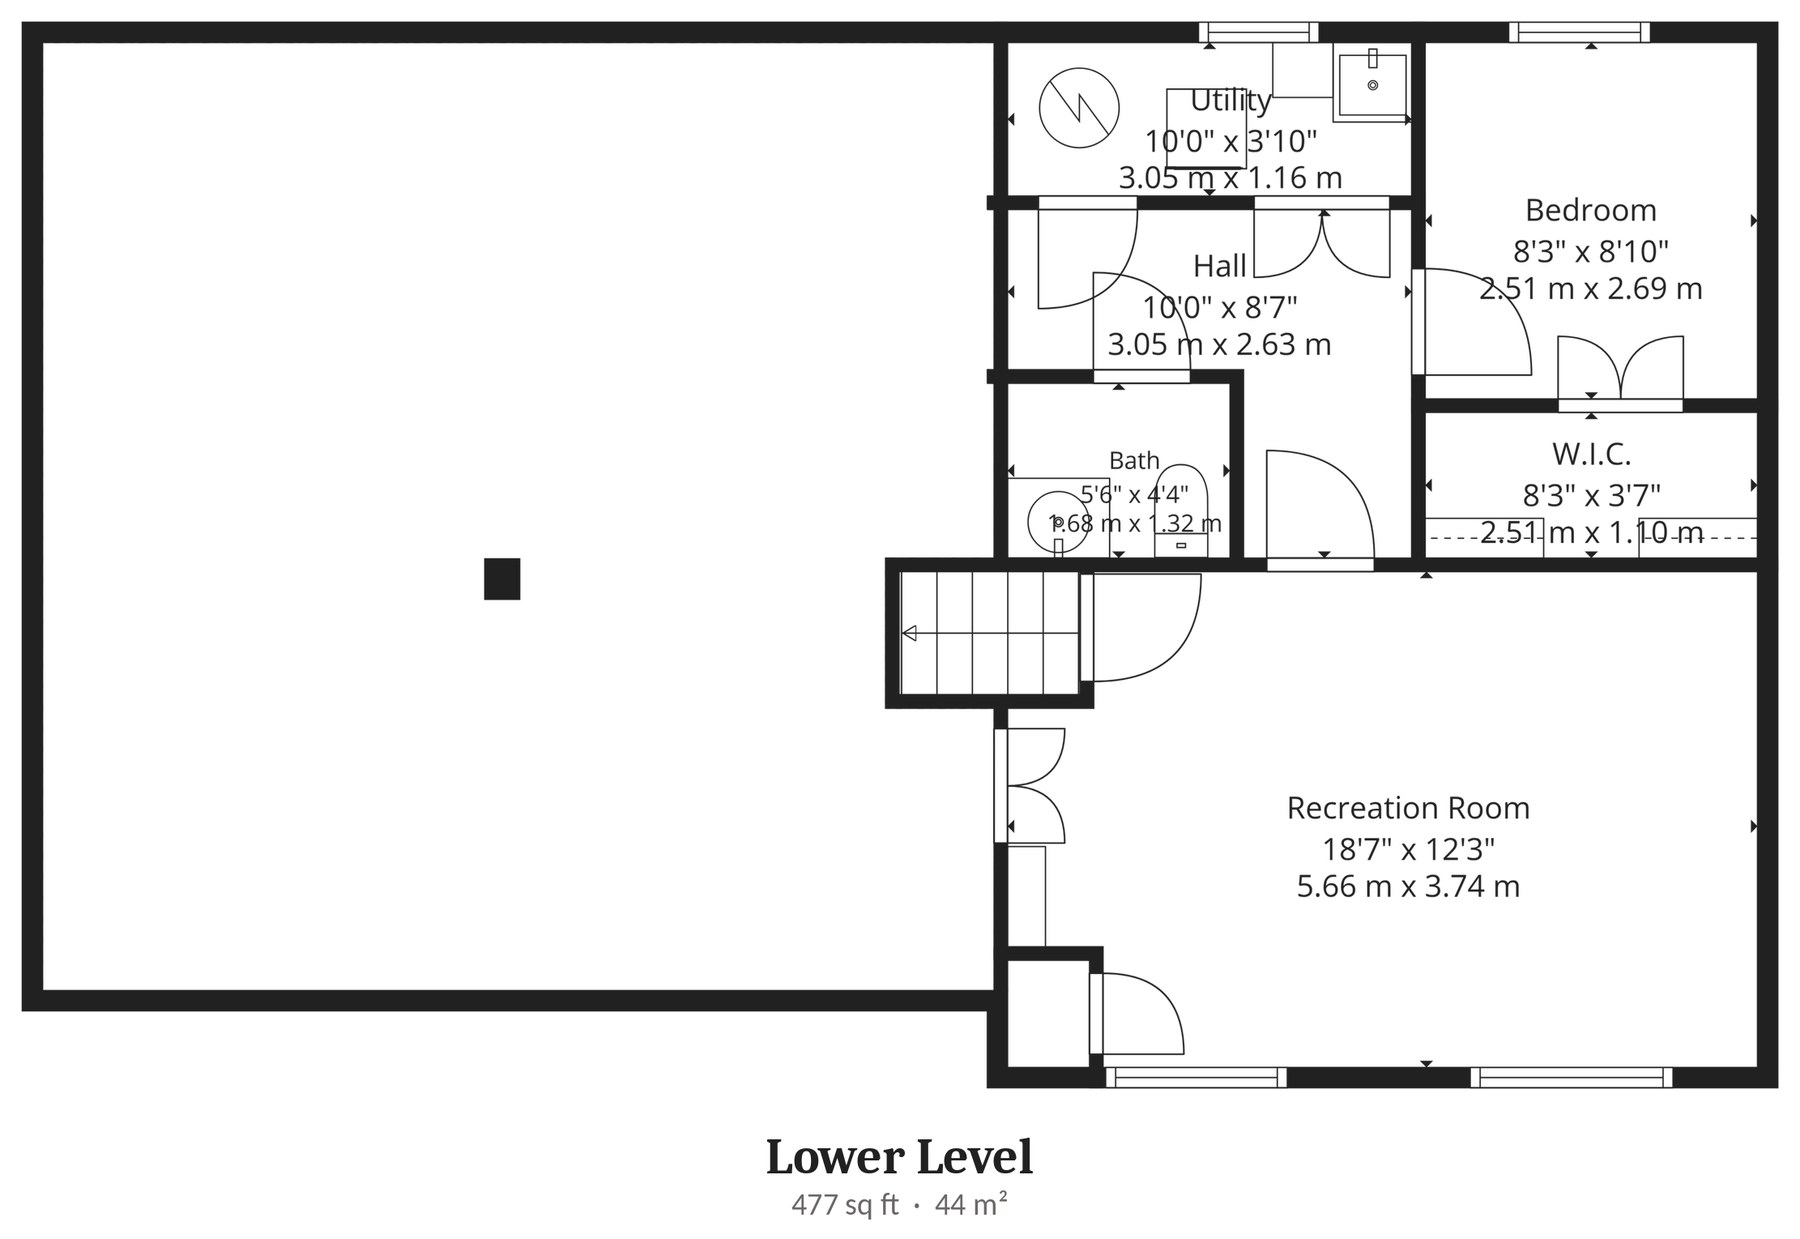 Utility
10'0" x 3'10"
3.05 m x 1.16 m
Bedroom
8'3" x 8'10"
2.51 m x 2.69 m
Hall
10'0" x 8'7"
3.05 m x 2.63 m
Bath
5'6" x 4'4"
1.68 m x 1.32 m
W.I.C.
8'3" x 3'7"
2.51 m x 1.10 m
Recreation Room
18'7" x 12'3"
5.66 m x 3.74 m
Lower Level
477 sq ft · 44 m²